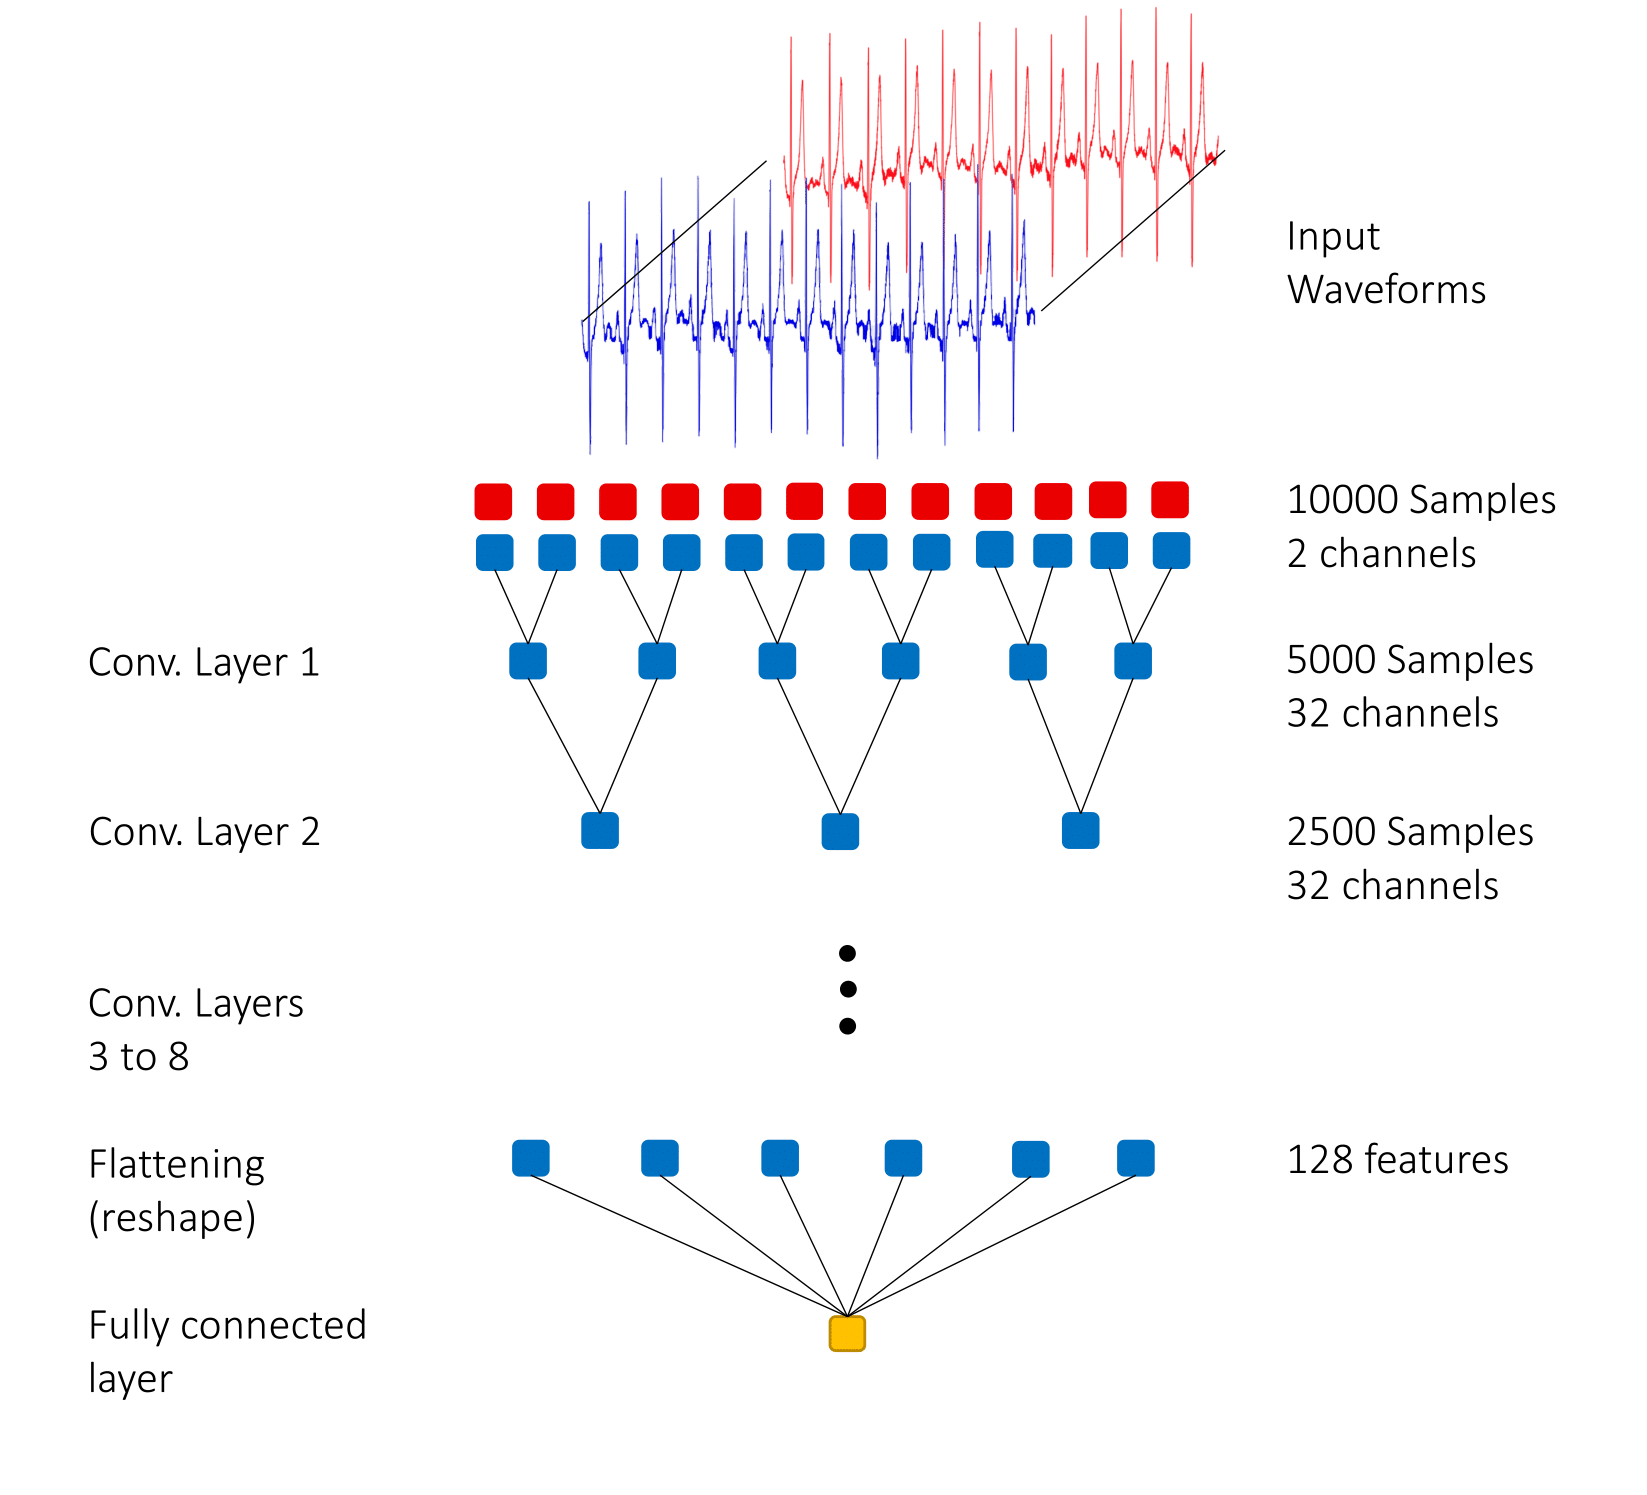 Input
Waveforms
10000 Samples
2 channels
Conv. Layer 1
5000 Samples
32 channels
Conv. Layer 2
2500 Samples
32 channels
Conv. Layers
3 to 8
Flattening
(reshape)
128 features
Fully connected
layer